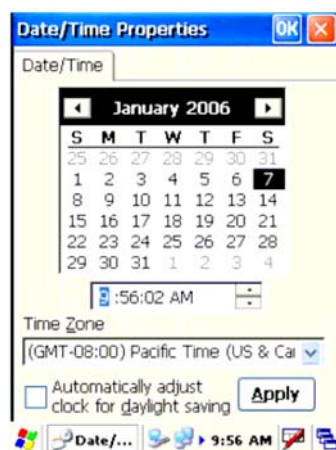 Date/Time Properties OK
Date/Time
January 2006
S M T W T F S
25 26 27 28 29 30 31
1 2 3 4 5 6 7
8 9 10 11 12 13 14
15 16 17 18 19 20 21
22 23 24 25 26 27 28
29 30 31 1 2 3 4
9:56:02 AM
Time Zone
(GMT-08:00) Pacific Time (US & Ca
Automatically adjust
clock for daylight saving
Apply
Date/... 9:56 AM